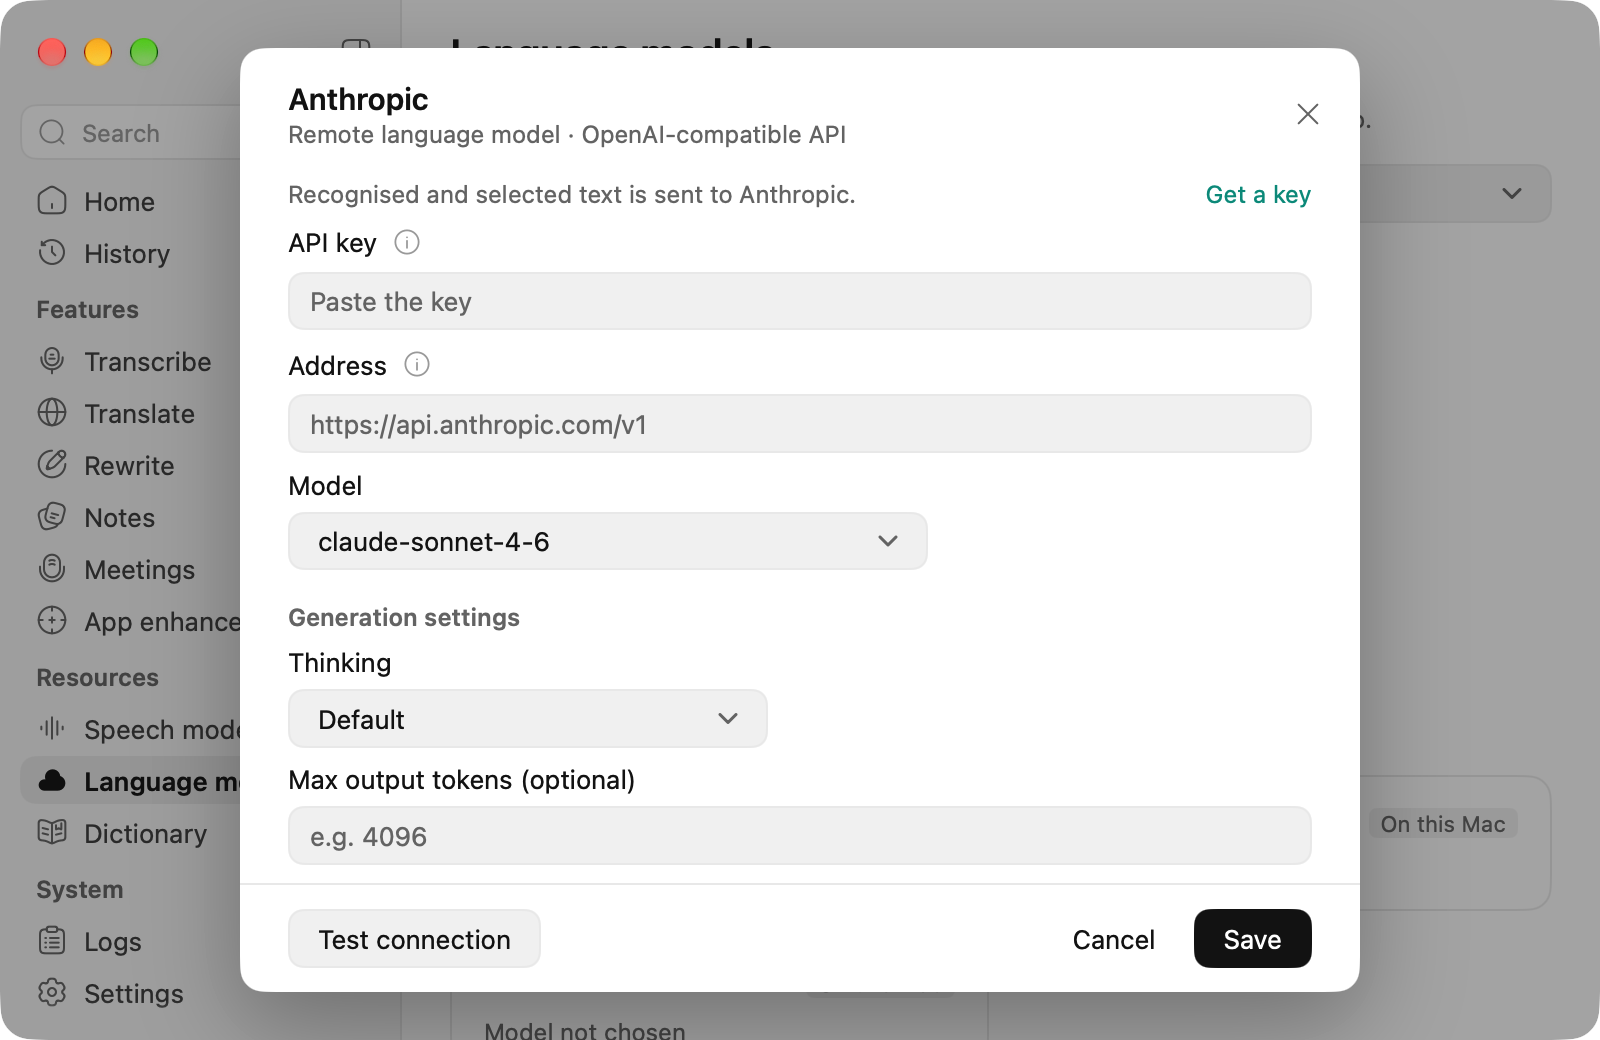 Language models
Search
Home
History
Features
Transcribe
Translate
Rewrite
Notes
Meetings
App enhance
Resources
Speech mode
Language m
Dictionary
System
Logs
Settings
Anthropic
Remote language model · OpenAI-compatible API
Recognised and selected text is sent to Anthropic.
Get a key
API key
Paste the key
Address
https://api.anthropic.com/v1
Model
claude-sonnet-4-6
Generation settings
Thinking
Default
Max output tokens (optional)
e.g. 4096
Test connection
Cancel
Save
On this Mac
Model not chosen